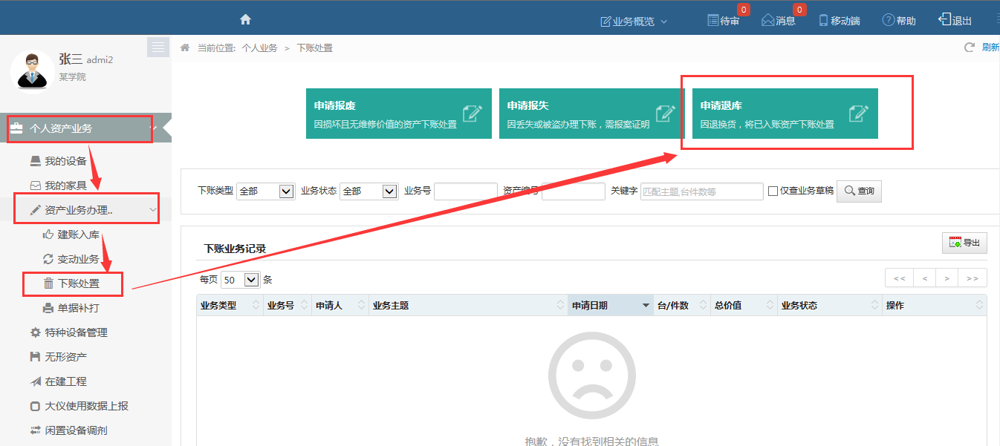 业务概览
待审
0
消息
0
移动端
帮助
退出
张三 admi2
某学院
当前位置: 个人业务 > 下账处置
刷新
个人资产业务
我的设备
我的家具
资产业务办理..
建账入库
变动业务
下账处置
单据补打
特种设备管理
无形资产
在建工程
大仪使用数据上报
闲置设备调剂
申请报废
因损坏且无维修价值的资产下账处置
申请报失
因丢失或被盗办理下账，需报案证明
申请退库
因退换货，将已入账资产下账处置
下账类型 全部 业务状态 全部 业务号 资产编号 关键字 匹配主题,台件数等 仅查业务草稿 查询
下账业务记录
导出
每页 50 条
<< < > >>
业务类型 业务号 申请人 业务主题 申请日期 台/件数 总价值 业务状态 操作
抱歉，没有找到相关的信息